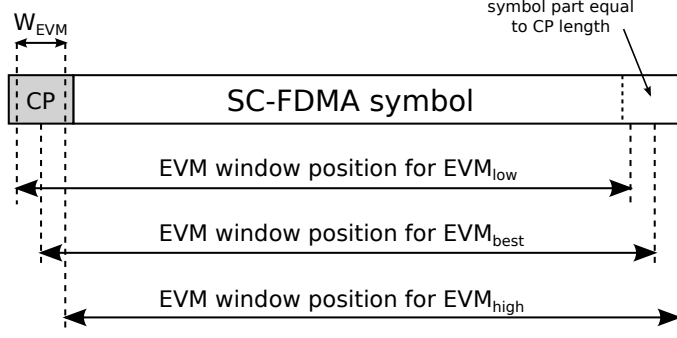 symbol part equal
to CP length
W_EVM
CP
SC-FDMA symbol
EVM window position for EVM_low
EVM window position for EVM_best
EVM window position for EVM_high